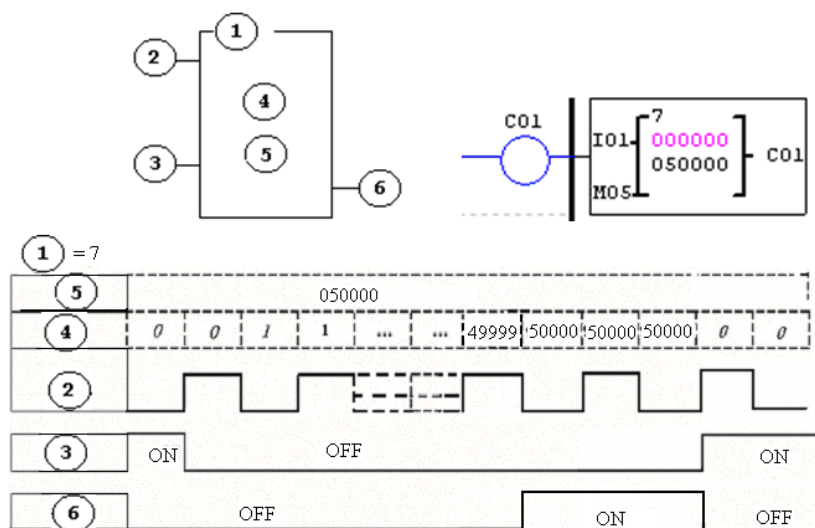 1
2
4
3
5
6
C01
7
I01
000000
C01
050000
M05
1 = 7
5 050000
4 0 0 1 1 ... ... 49999 50000 50000 50000 0 0
2
3 ON OFF ON
6 OFF ON OFF